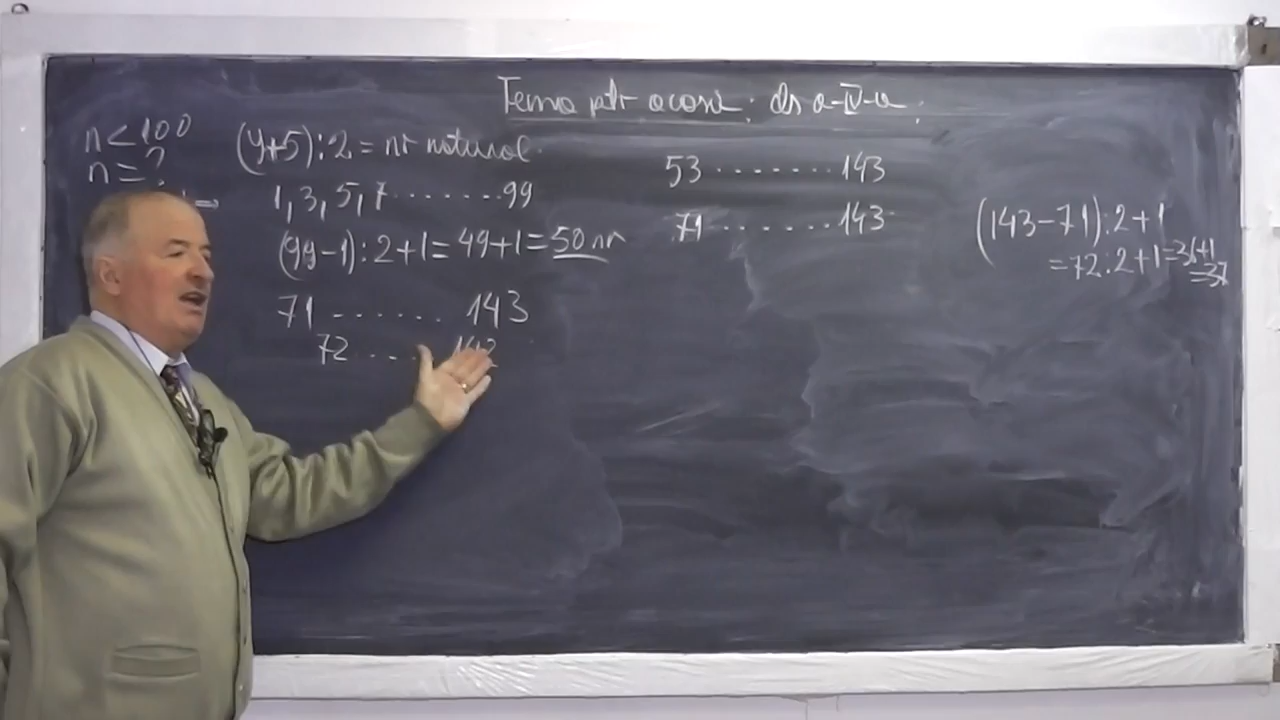 Tema ptr acasă: cls a-IV-a.
n < 100
n = ?
(y+5):2 = nr natural.
1, 3, 5, 7 ........ 99
(99-1):2+1 = 49+1 = 50 nr
71 ....... 143
72 .... 142
53 ....... 143
71 ....... 143
(143-71):2+1
=72:2+1=36+1
=37